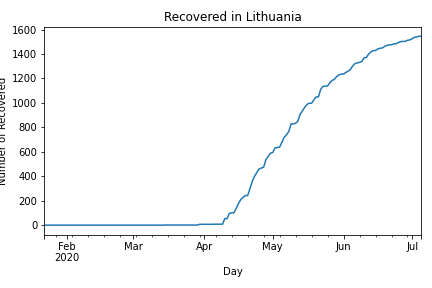 Recovered in Lithuania
Number of Recovered
1600
1400
1200
1000
800
600
400
200
0
Feb
2020
Mar
Apr
May
Jun
Jul
Day